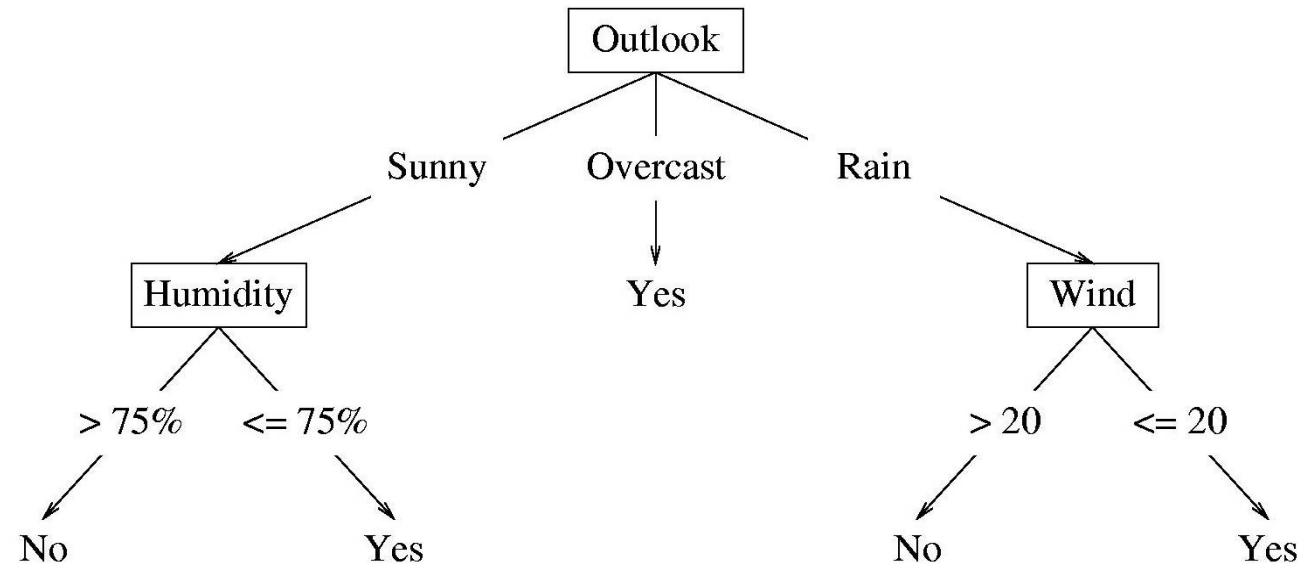 Outlook
Sunny Overcast Rain
Humidity Yes Wind
> 75% <= 75% > 20 <= 20
No Yes No Yes